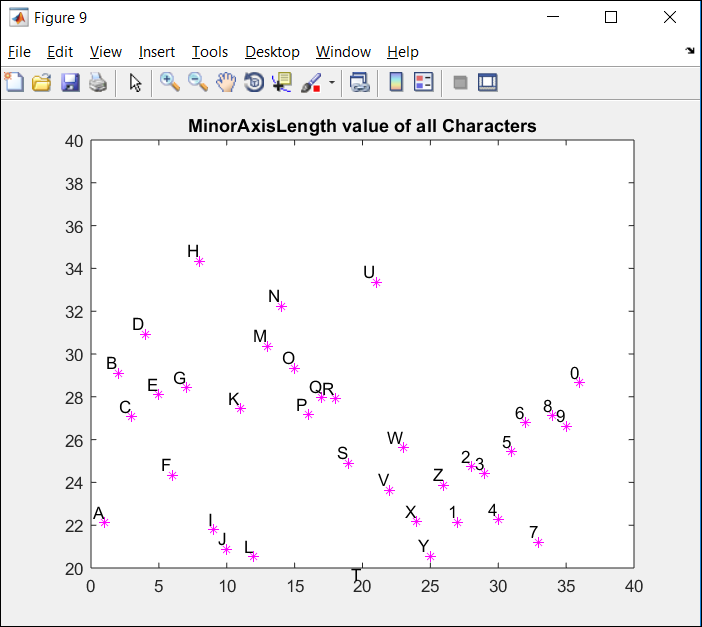 Figure 9
File Edit View Insert Tools Desktop Window Help
MinorAxisLength value of all Characters
40
38
36
H
34
U
32
N
D
M
30
O
B
0
G
E
28
Q R
K
C
P
8
6
9
26
W
5
S
2
3
F
24
Z
V
22
A
I
X
1
4
J
7
L
Y
20
T
0 5 10 15 20 25 30 35 40